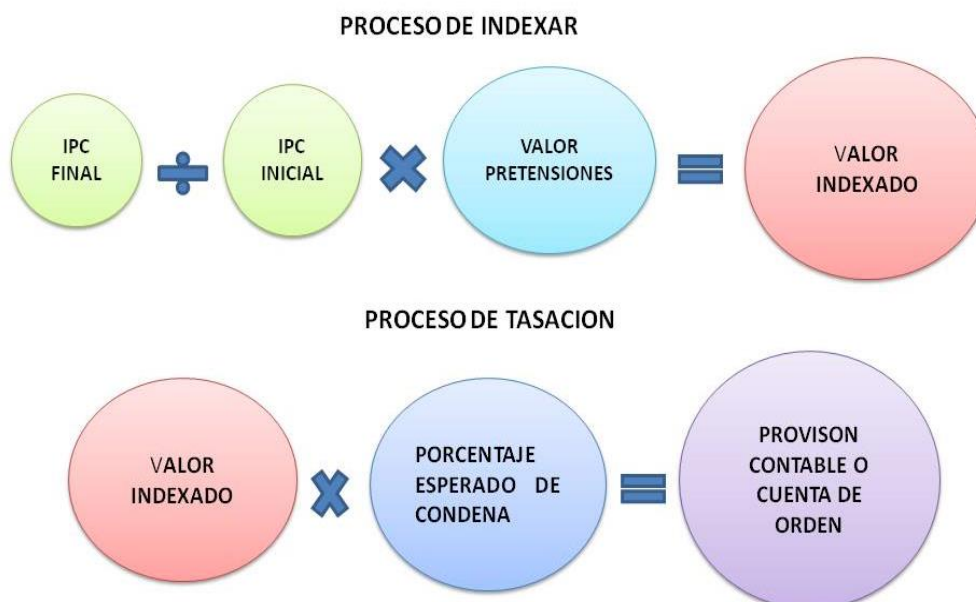 PROCESO DE INDEXAR
IPC
FINAL
IPC
INICIAL
VALOR
PRETENSIONES
VALOR
INDEXADO
PROCESO DE TASACION
VALOR
INDEXADO
PORCENTAJE
ESPERADO DE
CONDENA
PROVISON
CONTABLE O
CUENTA DE
ORDEN